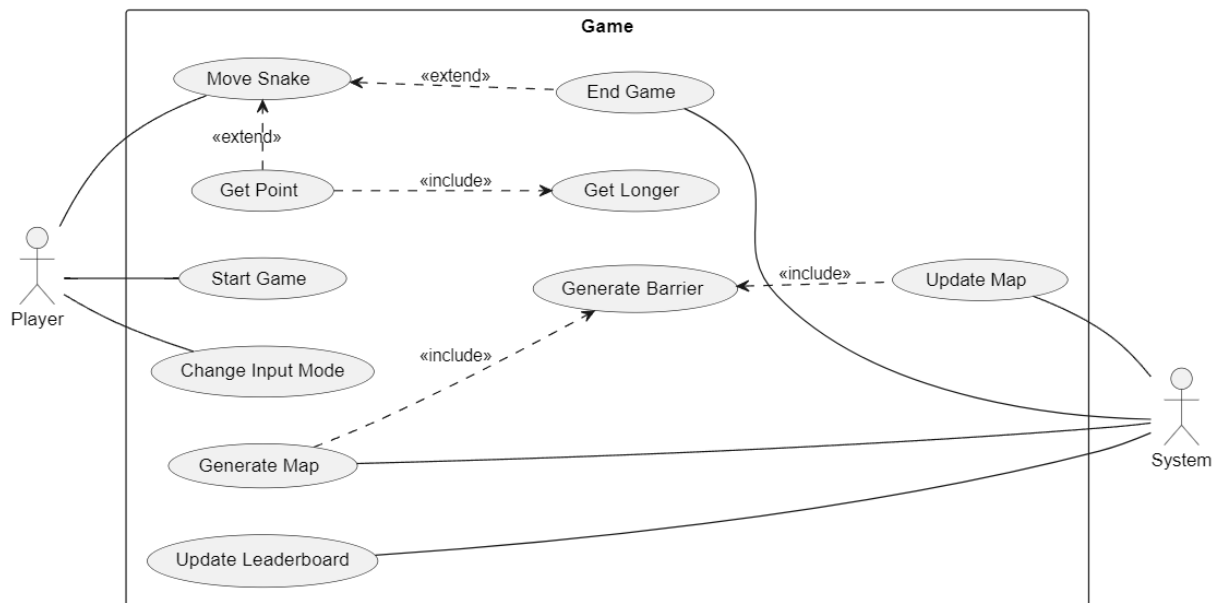 Game
Move Snake
«extend»
End Game
«extend»
Get Point
«include»
Get Longer
Start Game
Generate Barrier
«include»
Update Map
Player
Change Input Mode
«include»
Generate Map
System
Update Leaderboard